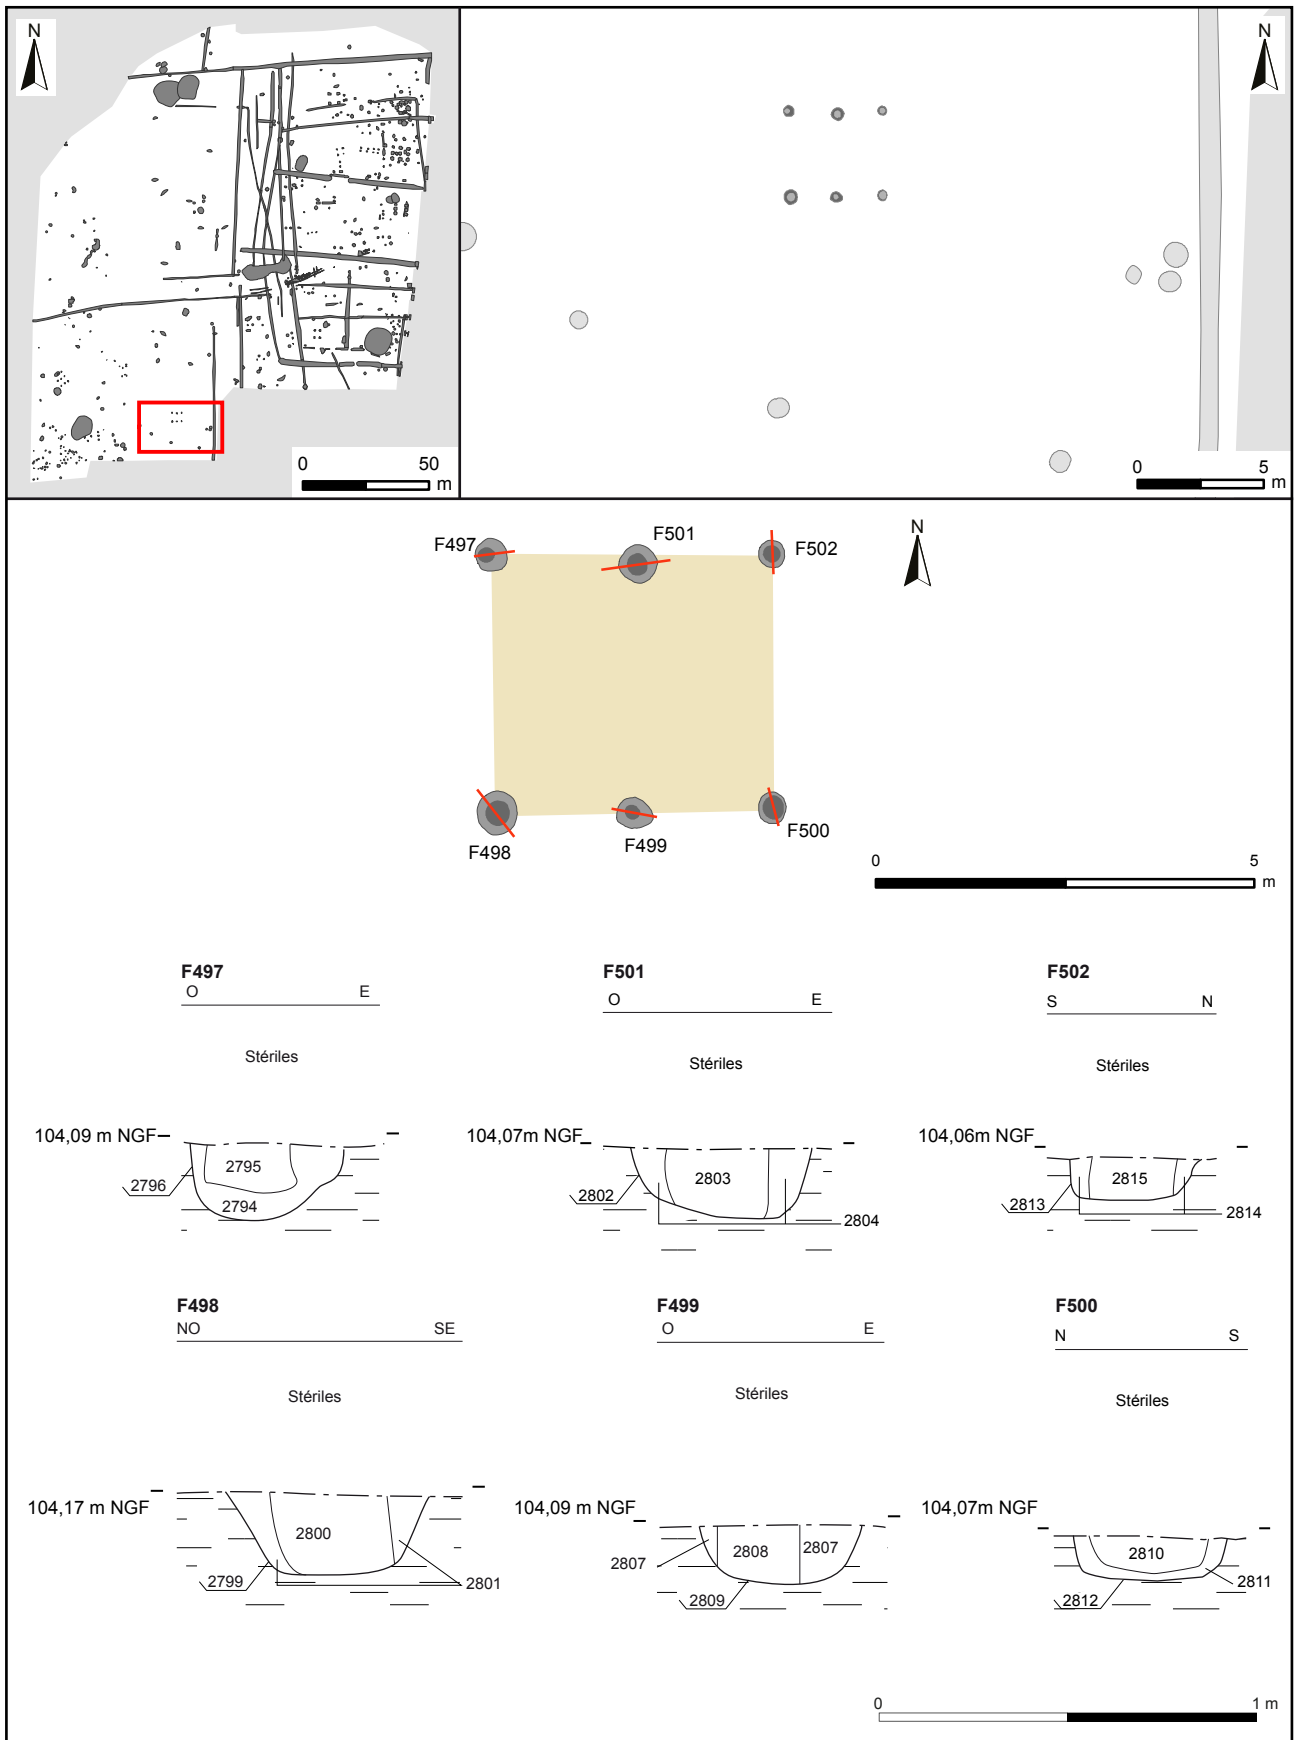 N
N
0 50
m
0 5
m
N
F497
F501
F502
F498
F499
F500
0 5
m
F497
O E
Stériles
104,09 m NGF
2795
2796
2794
F501
O E
Stériles
104,07m NGF
2803
2802
2804
F502
S N
Stériles
104,06m NGF
2815
2813
2814
F498
NO SE
Stériles
104,17 m NGF
2800
2799
2801
F499
O E
Stériles
104,09 m NGF
2807 2808 2807
2809
F500
N S
Stériles
104,07m NGF
2810
2811
2812
0 1 m